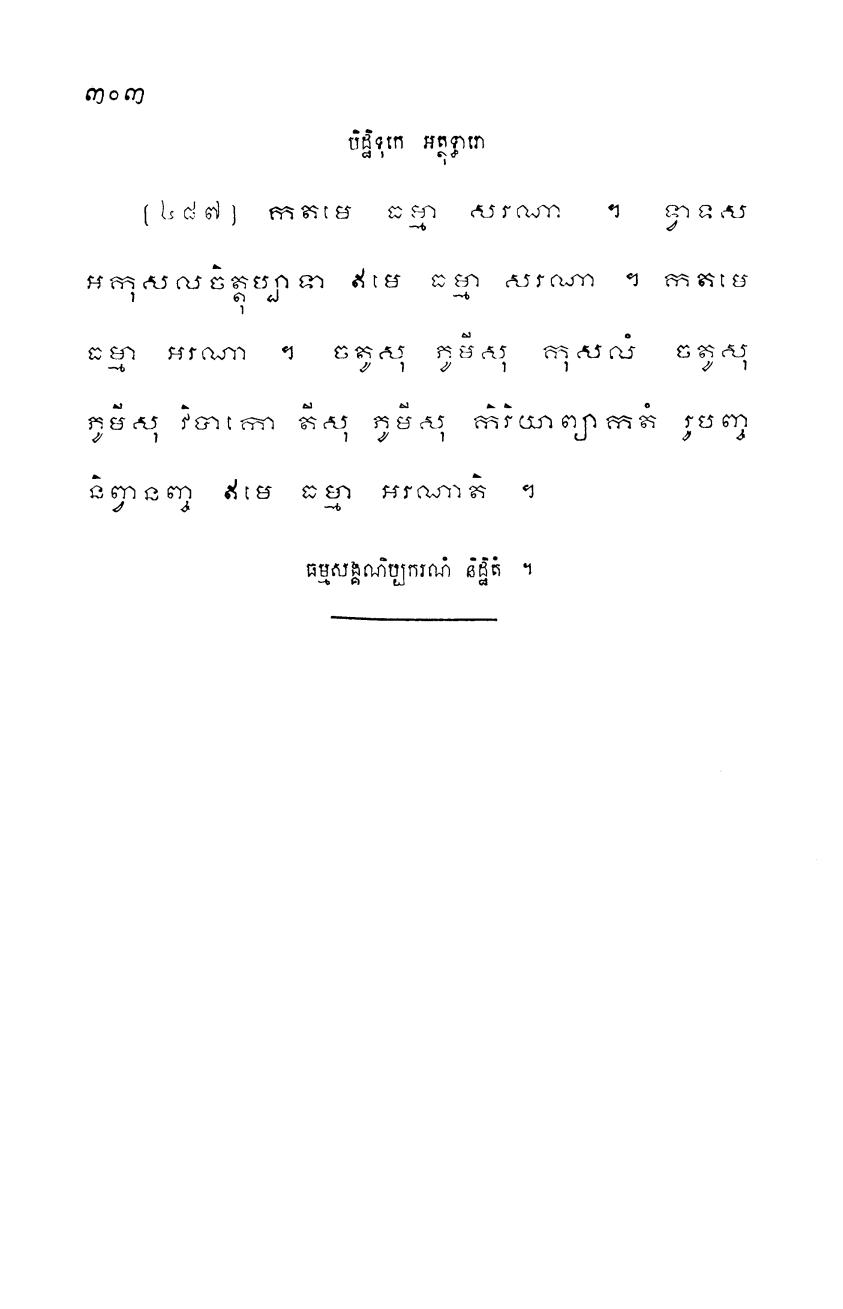 ៣០៣
បិដ្ឋិទុកេ អត្ថុទ្ធារោ
(៤៨៧) កតមេ ធម្មា សរណា ។ ទ្វាទស
អកុសលចិត្តុប្បាទា ឥមេ ធម្មា សរណា ។ កតមេ
ធម្មា អរណា ។ ចតូសុ ភូមីសុ កុសលំ ចតូសុ
ភូមីសុ វិបាកោ តីសុ ភូមីសុ កិរិយាព្យាកតំ រូបញ្ច
និព្វានញ្ច ឥមេ ធម្មា អរណាតិ ។
ធម្មសង្គណិប្បករណំ និដ្ឋិតំ ។